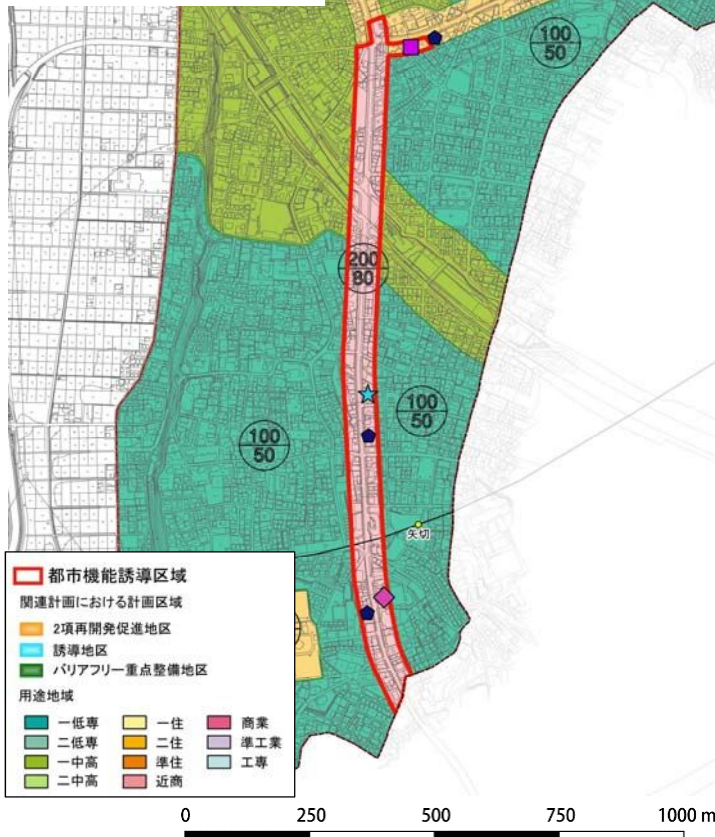 100
50
200
80
100
50
100
50
矢切
都市機能誘導区域
関連計画における計画区域
2項再開発促進地区
誘導地区
バリアフリー重点整備地区
用途地域
一低専 一住 商業
二低専 二住 準工業
一中高 準住 工専
二中高 近商
0 250 500 750 1000 m